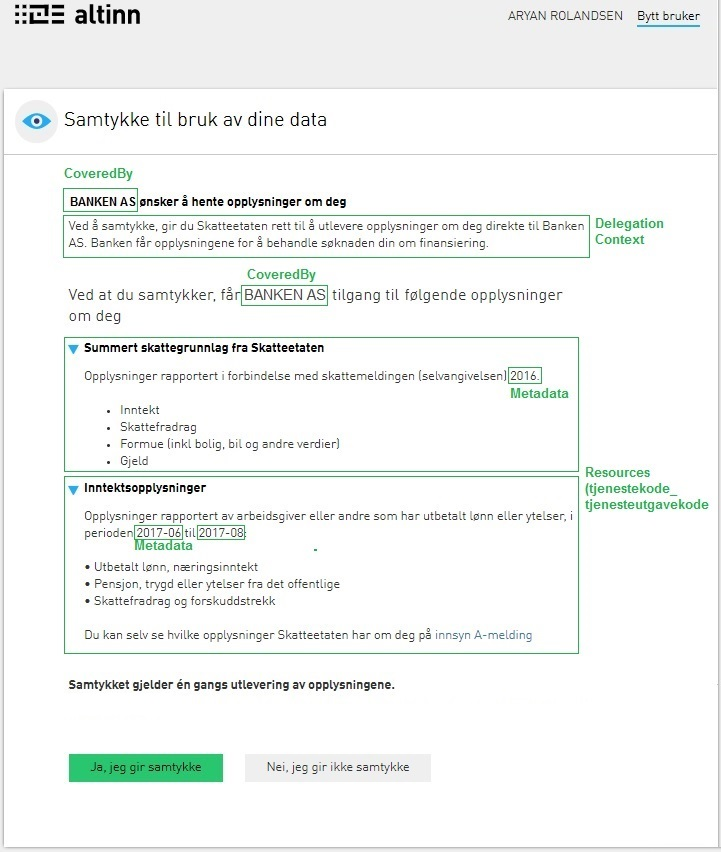 altinn
ARYAN ROLANDSEN Bytt bruker
Samtykke til bruk av dine data
CoveredBy
BANKEN AS ønsker å hente opplysninger om deg
Ved å samtykke, gir du Skatteetaten rett til å utlevere opplysninger om deg direkte til Banken
AS. Banken får opplysningene for å behandle søknaden din om finansiering.
Delegation
Context
CoveredBy
Ved at du samtykker, får BANKEN AS tilgang til følgende opplysninger
om deg
Summert skattegrunnlag fra Skatteetaten
Opplysninger rapportert i forbindelse med skattemeldingen (selvangivelsen) 2016.
Metadata
• Inntekt
• Skattefradrag
• Formue (inkl bolig, bil og andre verdier)
• Gjeld
Resources
(tjenestekode_
tjenesteutgavekode
Inntektsopplysninger
Opplysninger rapportert av arbeidsgiver eller andre som har utbetalt lønn eller ytelser, i
perioden 2017-06 til 2017-08:
Metadata
• Utbetalt lønn, næringsinntekt
• Pensjon, trygd eller ytelser fra det offentlige
• Skattefradrag og forskuddstrekk
Du kan selv se hvilke opplysninger Skatteetaten har om deg på innsyn A-melding
Samtykket gjelder én gangs utlevering av opplysningene.
Ja, jeg gir samtykke
Nei, jeg gir ikke samtykke